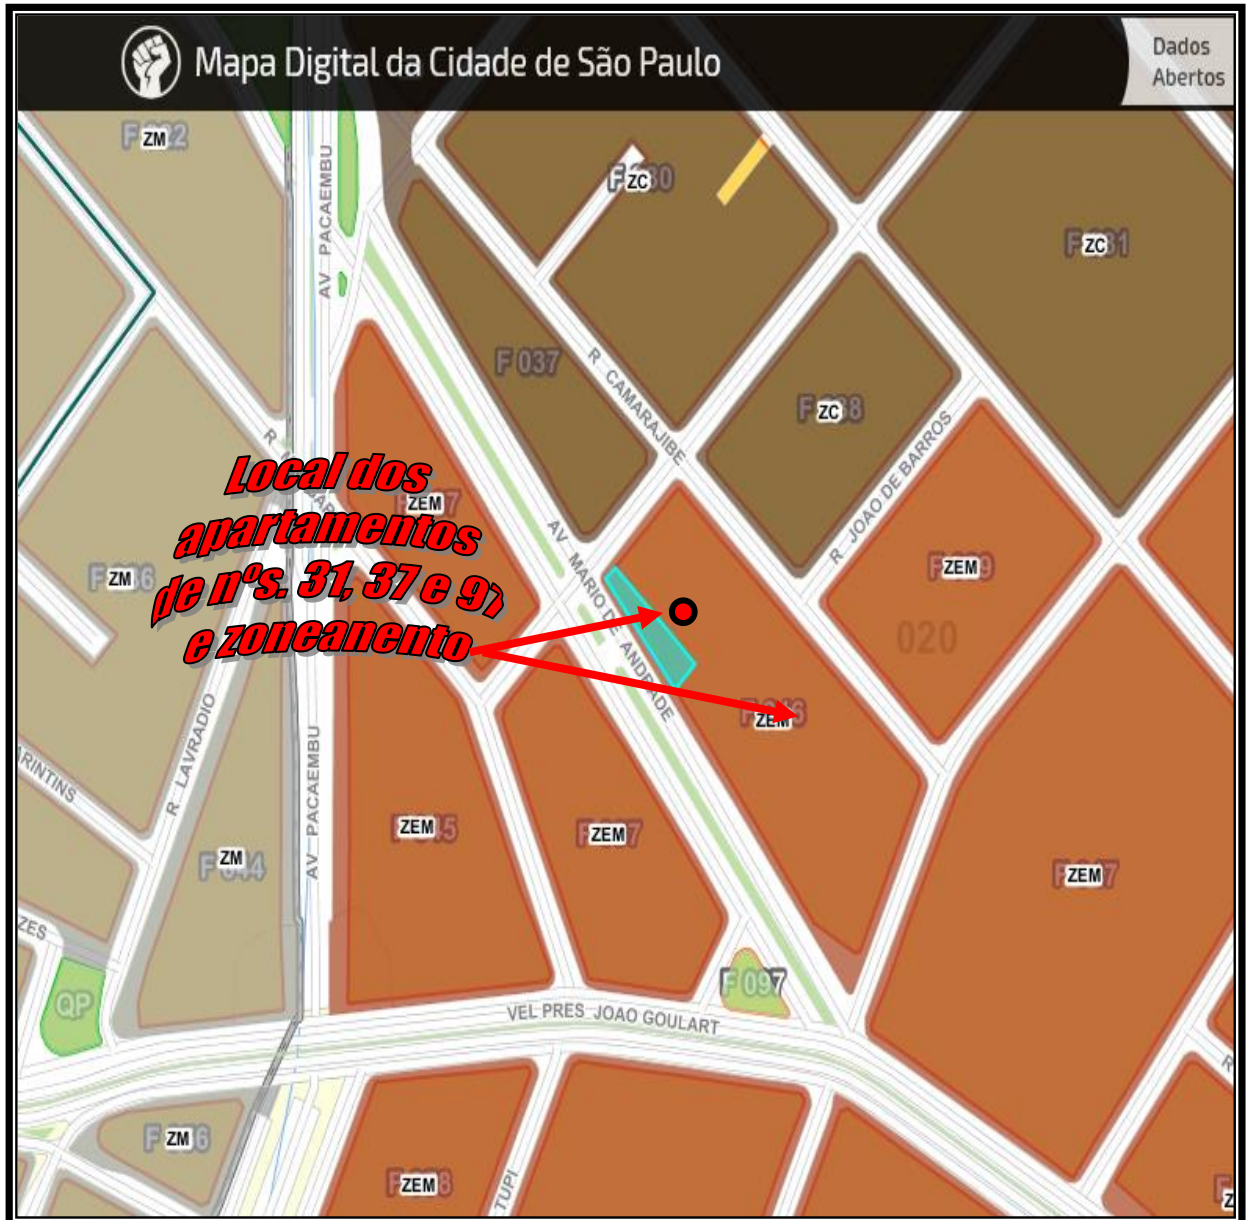 Mapa Digital da Cidade de São Paulo
Dados
Abertos
ZM
ZC
ZC
AV PACAEMBU
F 037
R CAMARAJIBE
ZC
R JOAO DE BARROS
Local dos
apartamentos
de nºs. 31, 37 e 97
e zoneanento
ZEM
AV MARIO DE ANDRADE
ZM
ZEM
020
R LAVRADIO
ZEM
AV PACAEMBU
ZEM
ZEM
ZM
ZEM
QP
F 097
VEL PRES JOAO GOULART
ZM
ZEM
TUPI